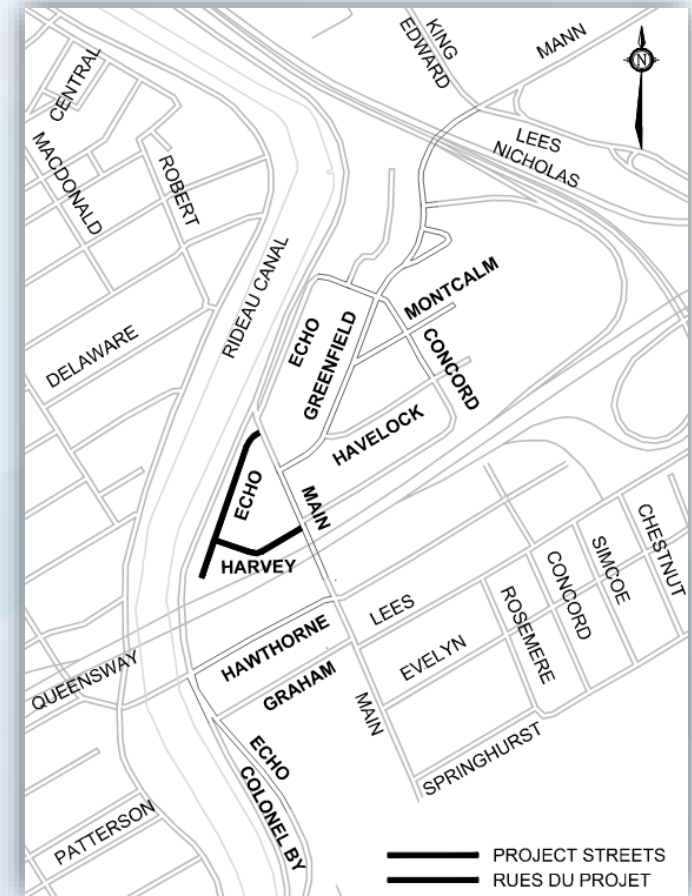 KING
EDWARD
MANN
N
CENTRAL
LEES
NICHOLAS
MACDONALD
ROBERT
RIDEAU CANAL
MONTCALM
ECHO
GREENFIELD
CONCORD
DELAWARE
HAVELOCK
ECHO
MAIN
HARVEY
CHESTNUT
SIMCOE
CONCORD
ROSEMERE
LEES
HAWTHORNE
EVELYN
QUEENSWAY
GRAHAM
MAIN
SPRINGHURST
ECHO
COLONEL BY
PATTERSON
PROJECT STREETS
RUES DU PROJET